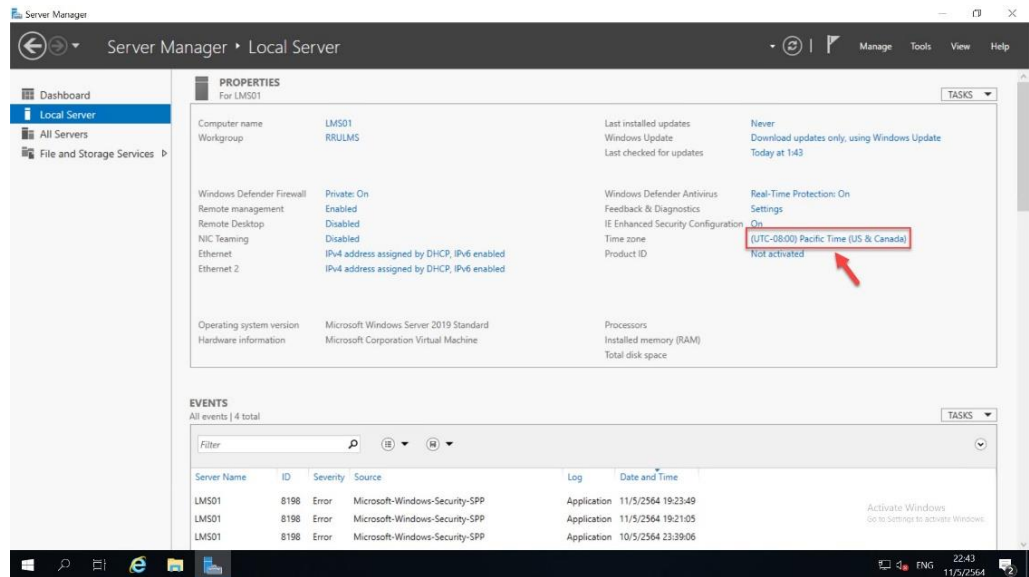 Server Manager
Server Manager • Local Server
Manage Tools View Help
Dashboard
Local Server
All Servers
File and Storage Services
PROPERTIES
For LMS01
TASKS
Computer name LMS01
Workgroup RRULMS
Last installed updates Never
Windows Update Download updates only, using Windows Update
Last checked for updates Today at 1:43
Windows Defender Firewall Private: On
Remote management Enabled
Remote Desktop Disabled
NIC Teaming Disabled
Ethernet IPv4 address assigned by DHCP, IPv6 enabled
Ethernet 2 IPv4 address assigned by DHCP, IPv6 enabled
Windows Defender Antivirus Real-Time Protection: On
Feedback & Diagnostics Settings
IE Enhanced Security Configuration On
Time zone (UTC-08:00) Pacific Time (US & Canada)
Product ID Not activated
Operating system version Microsoft Windows Server 2019 Standard
Hardware information Microsoft Corporation Virtual Machine
Processors
Installed memory (RAM)
Total disk space
EVENTS
All events | 4 total
TASKS
Filter
Server Name ID Severity Source Log Date and Time
LMS01 8198 Error Microsoft-Windows-Security-SPP Application 11/5/2564 19:23:49
LMS01 8198 Error Microsoft-Windows-Security-SPP Application 11/5/2564 19:21:05
LMS01 8198 Error Microsoft-Windows-Security-SPP Application 10/5/2564 23:39:06
Activate Windows
Go to Settings to activate Windows.
ENG
22:43
11/5/2564
2